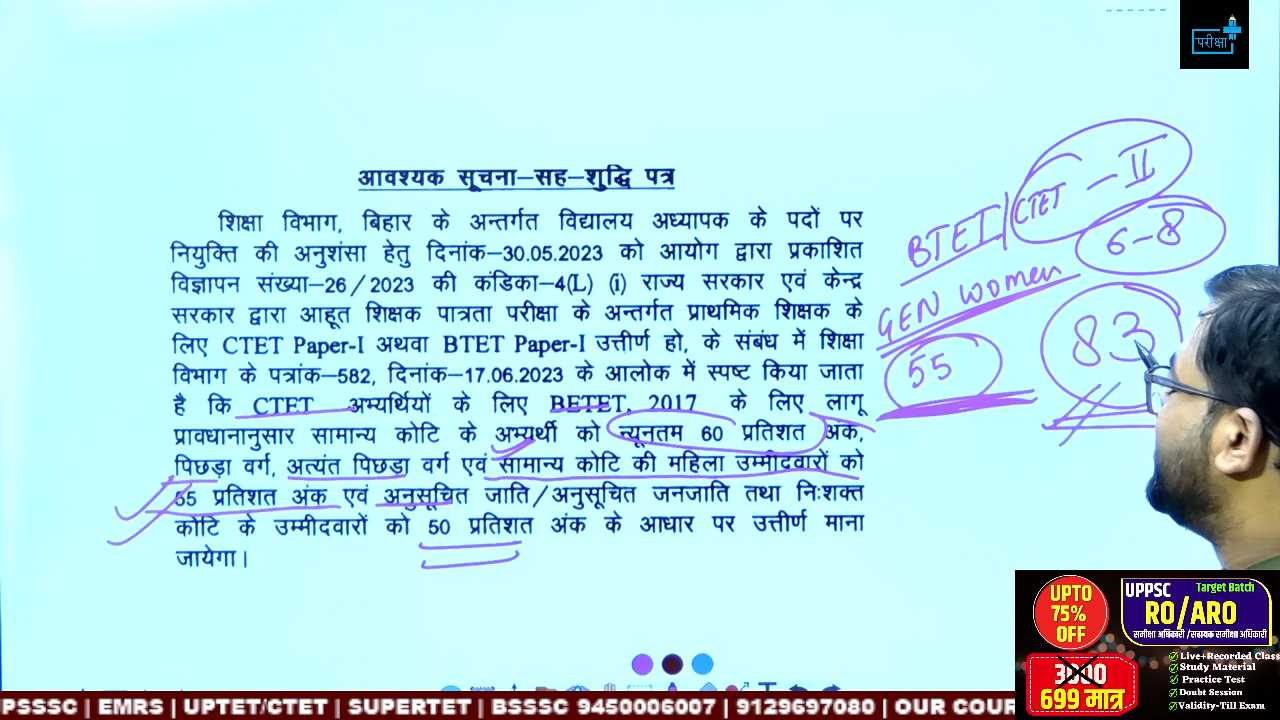 परीक्षा
आवश्यक सूचना–सह–शुद्धि पत्र
शिक्षा विभाग, बिहार के अन्तर्गत विद्यालय अध्यापक के पदों पर
नियुक्ति की अनुशंसा हेतु दिनांक–30.05.2023 को आयोग द्वारा प्रकाशित
विज्ञापन संख्या–26/2023 की कंडिका–4(L) (i) राज्य सरकार एवं केन्द्र
सरकार द्वारा आहूत शिक्षक पात्रता परीक्षा के अन्तर्गत प्राथमिक शिक्षक के
लिए CTET Paper-I अथवा BTET Paper-I उत्तीर्ण हो, के संबंध में शिक्षा
विभाग के पत्रांक–582, दिनांक–17.06.2023 के आलोक में स्पष्ट किया जाता
है कि CTET अभ्यर्थियों के लिए BETET, 2017 के लिए लागू
प्रावधानानुसार सामान्य कोटि के अभ्यर्थी को न्यूनतम 60 प्रतिशत अंक,
पिछड़ा वर्ग, अत्यंत पिछडा वर्ग एवं सामान्य कोटि की महिला उम्मीदवारों को
55 प्रतिशत अंक एवं अनुसूचित जाति/अनुसूचित जनजाति तथा निःशक्त
कोटि के उम्मीदवारों को 50 प्रतिशत अंक के आधार पर उत्तीर्ण माना
जायेगा।
BTET/CTET – II
6–8
GEN women
55
83
UPTO
75%
OFF
UPPSC Target Batch
RO/ARO
समीक्षा अधिकारी /सहायक समीक्षा अधिकारी
3000
699 मात्र
Live+Recorded Class
Study Material
Practice Test
Doubt Session
Validity-Till Exam
PSSSC | EMRS | UPTET/CTET | SUPERTET | BSSSC 9450006007 | 9129697080 | OUR COUR